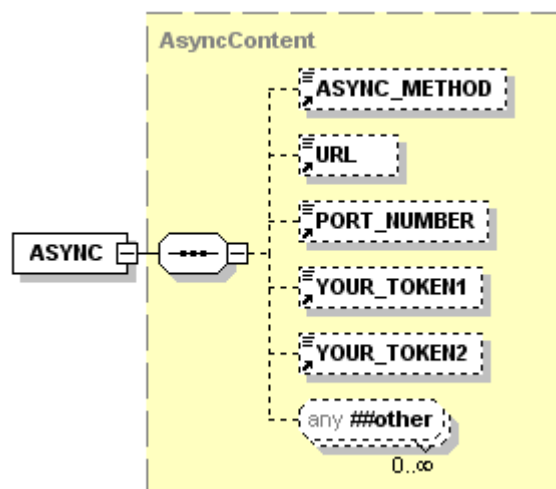 AsyncContent
ASYNC_METHOD
URL
PORT_NUMBER
ASYNC
YOUR_TOKEN1
YOUR_TOKEN2
any ##other
0..∞